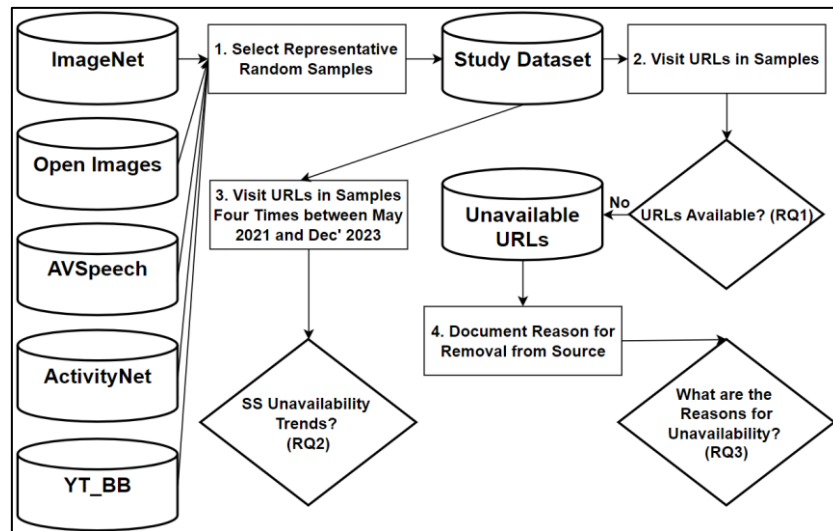 ImageNet
1. Select Representative
Random Samples
Study Dataset
2. Visit URLs in Samples
Open Images
3. Visit URLs in Samples
Four Times between May
2021 and Dec' 2023
Unavailable
URLs
No
URLs Available? (RQ1)
AVSpeech
4. Document Reason for
Removal from Source
ActivityNet
SS Unavailability
Trends?
(RQ2)
What are the
Reasons for
Unavailability?
(RQ3)
YT_BB